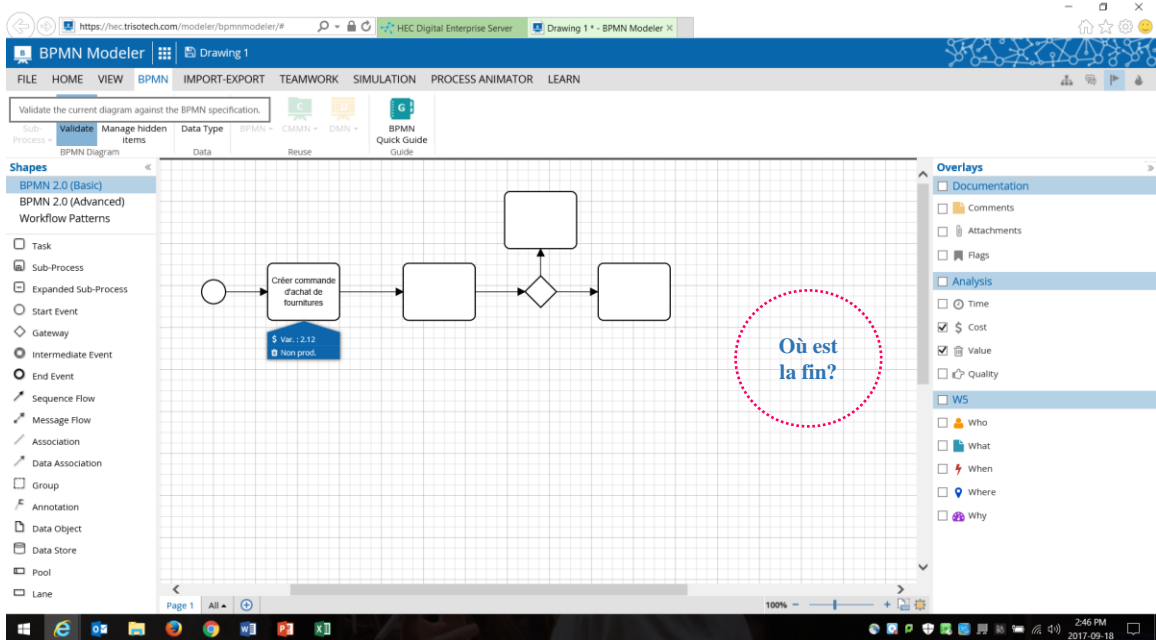 https://hec.trisotech.com/modeler/bpmnmodeler/#
HEC Digital Enterprise Server
Drawing 1 * - BPMN Modeler
BPMN Modeler
Drawing 1
FILE HOME VIEW BPMN IMPORT-EXPORT TEAMWORK SIMULATION PROCESS ANIMATOR LEARN
Validate the current diagram against the BPMN specification.
Sub-Process
Validate
Manage hidden items
Data Type
BPMN
CMMN
DMN
BPMN Quick Guide
BPMN Diagram
Data
Reuse
Guide
Shapes
BPMN 2.0 (Basic)
BPMN 2.0 (Advanced)
Workflow Patterns
Task
Sub-Process
Expanded Sub-Process
Start Event
Gateway
Intermediate Event
End Event
Sequence Flow
Message Flow
Association
Data Association
Group
Annotation
Data Object
Data Store
Pool
Lane
Créer commande
d'achat de
fournitures
$ Var. : 2.12
Non prod.
Où est
la fin?
Overlays
Documentation
Comments
Attachments
Flags
Analysis
Time
Cost
Value
Quality
W5
Who
What
When
Where
Why
Page 1
All
100%
2:46 PM
2017-09-18